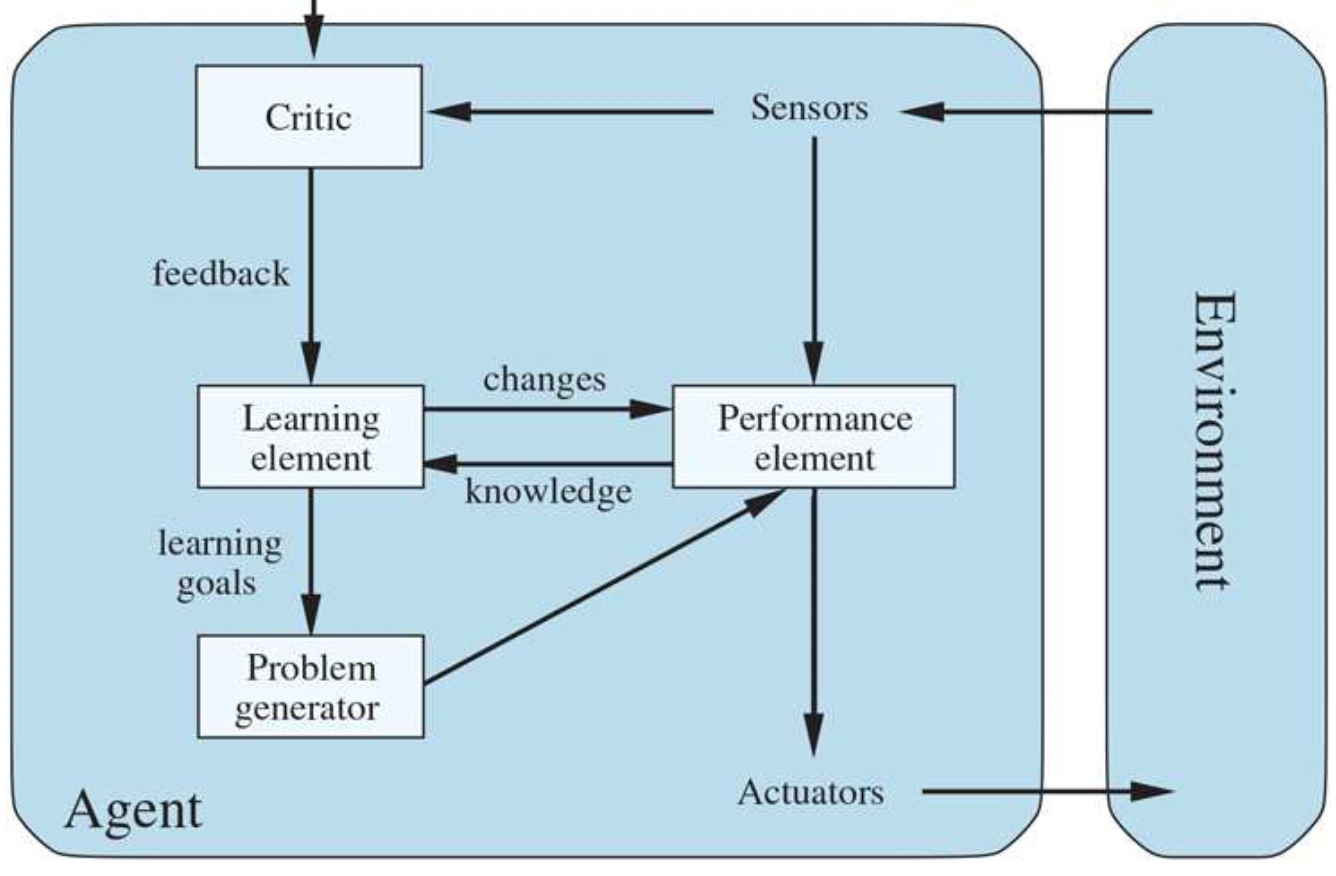 Critic
Sensors
feedback
changes
Learning
element
Performance
element
knowledge
learning
goals
Problem
generator
Actuators
Agent
Environment